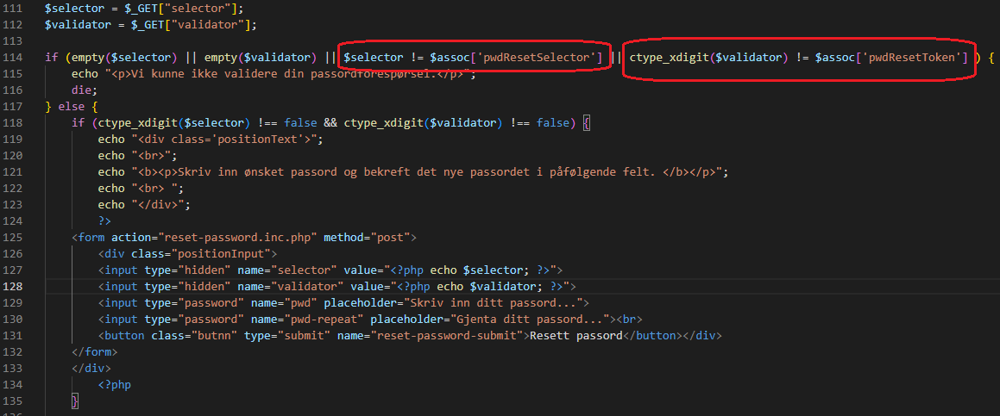 111 $selector = $_GET["selector"];
112 $validator = $_GET["validator"];
113
114 if (empty($selector) || empty($validator) || $selector != $assoc['pwdResetSelector'] || ctype_xdigit($validator) != $assoc['pwdResetToken'] ) {
115 echo "<p>Vi kunne ikke validere din passordforespørsel.</p>";
116 die;
117 } else {
118 if (ctype_xdigit($selector) !== false && ctype_xdigit($validator) !== false) {
119 echo "<div class='positionText'>";
120 echo "<br>";
121 echo "<b><p>Skriv inn ønsket passord og bekreft det nye passordet i påfølgende felt. </b></p>";
122 echo "<br> ";
123 echo "</div>";
124 ?>
125 <form action="reset-password.inc.php" method="post">
126 <div class="positionInput">
127 <input type="hidden" name="selector" value="<?php echo $selector; ?>">
128 <input type="hidden" name="validator" value="<?php echo $validator; ?>">
129 <input type="password" name="pwd" placeholder="Skriv inn ditt passord...">
130 <input type="password" name="pwd-repeat" placeholder="Gjenta ditt passord..."><br>
131 <button class="butnn" type="submit" name="reset-password-submit">Resett passord</button></div>
132 </form>
133 </div>
134 <?php
135 }